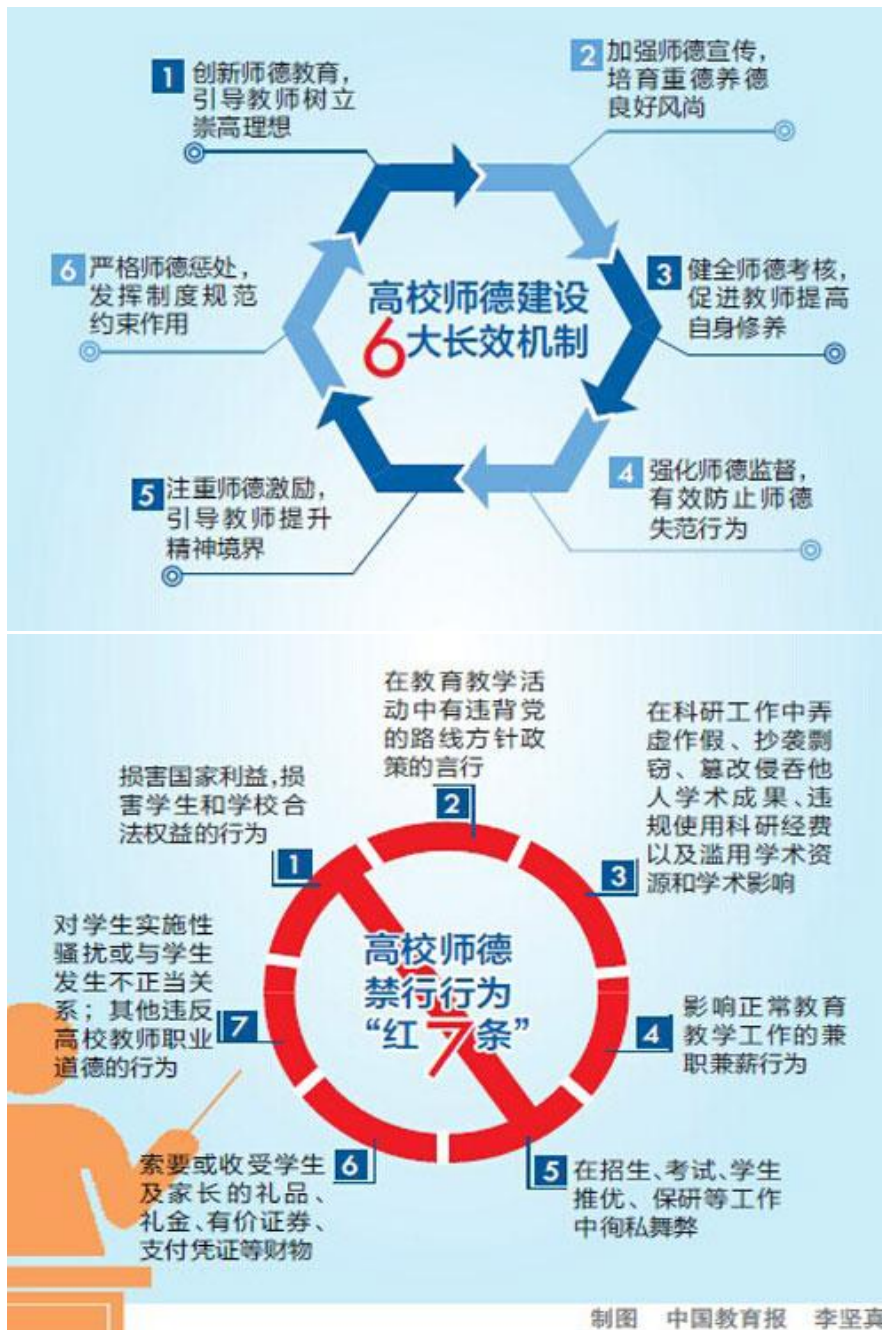 1
创新师德教育，
引导教师树立
崇高理想
2
加强师德宣传，
培育重德养德
良好风尚
3
健全师德考核，
促进教师提高
自身修养
4
强化师德监督，
有效防止师德
失范行为
5
注重师德激励，
引导教师提升
精神境界
6
严格师德惩处，
发挥制度规范
约束作用
高校师德建设
6大长效机制
1
损害国家利益，损
害学生和学校合
法权益的行为
2
在教育教学活
动中有违背党
的路线方针政
策的言行
3
在科研工作中弄
虚作假、抄袭剽
窃、篡改侵吞他
人学术成果、违
规使用科研经费
以及滥用学术资
源和学术影响
4
影响正常教育
教学工作的兼
职兼薪行为
5
在招生、考试、学生
推优、保研等工作
中徇私舞弊
6
索要或收受学生
及家长的礼品、
礼金、有价证券、
支付凭证等财物
7
对学生实施性
骚扰或与学生
发生不正当关
系；其他违反
高校教师职业
道德的行为
高校师德
禁行行为
“红7条”
制图 中国教育报 李坚真